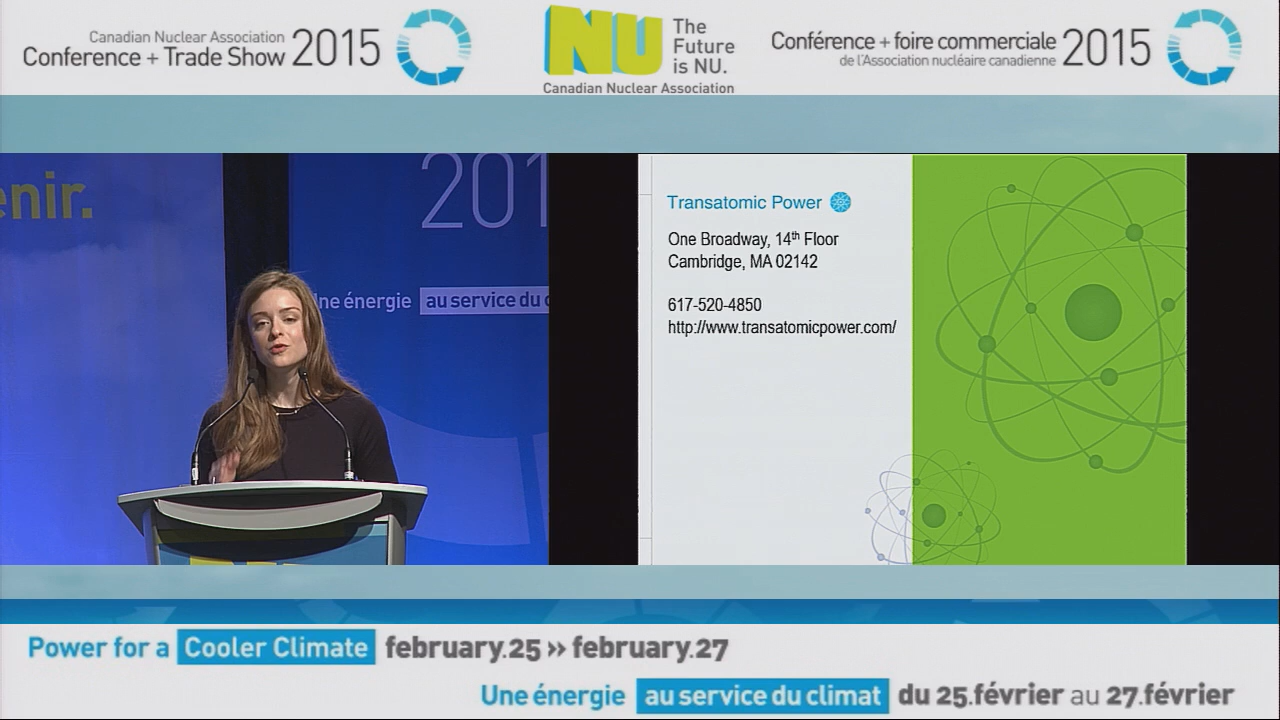 Canadian Nuclear Association
Conference + Trade Show 2015
NU The Future is NU.
Canadian Nuclear Association
Conférence + foire commerciale 2015
de l'Association nucléaire canadienne
enir.
201
ne énergie au service du c
Transatomic Power
One Broadway, 14th Floor
Cambridge, MA 02142
617-520-4850
http://www.transatomicpower.com/
Power for a Cooler Climate february.25 >> february.27
Une énergie au service du climat du 25.février au 27.février